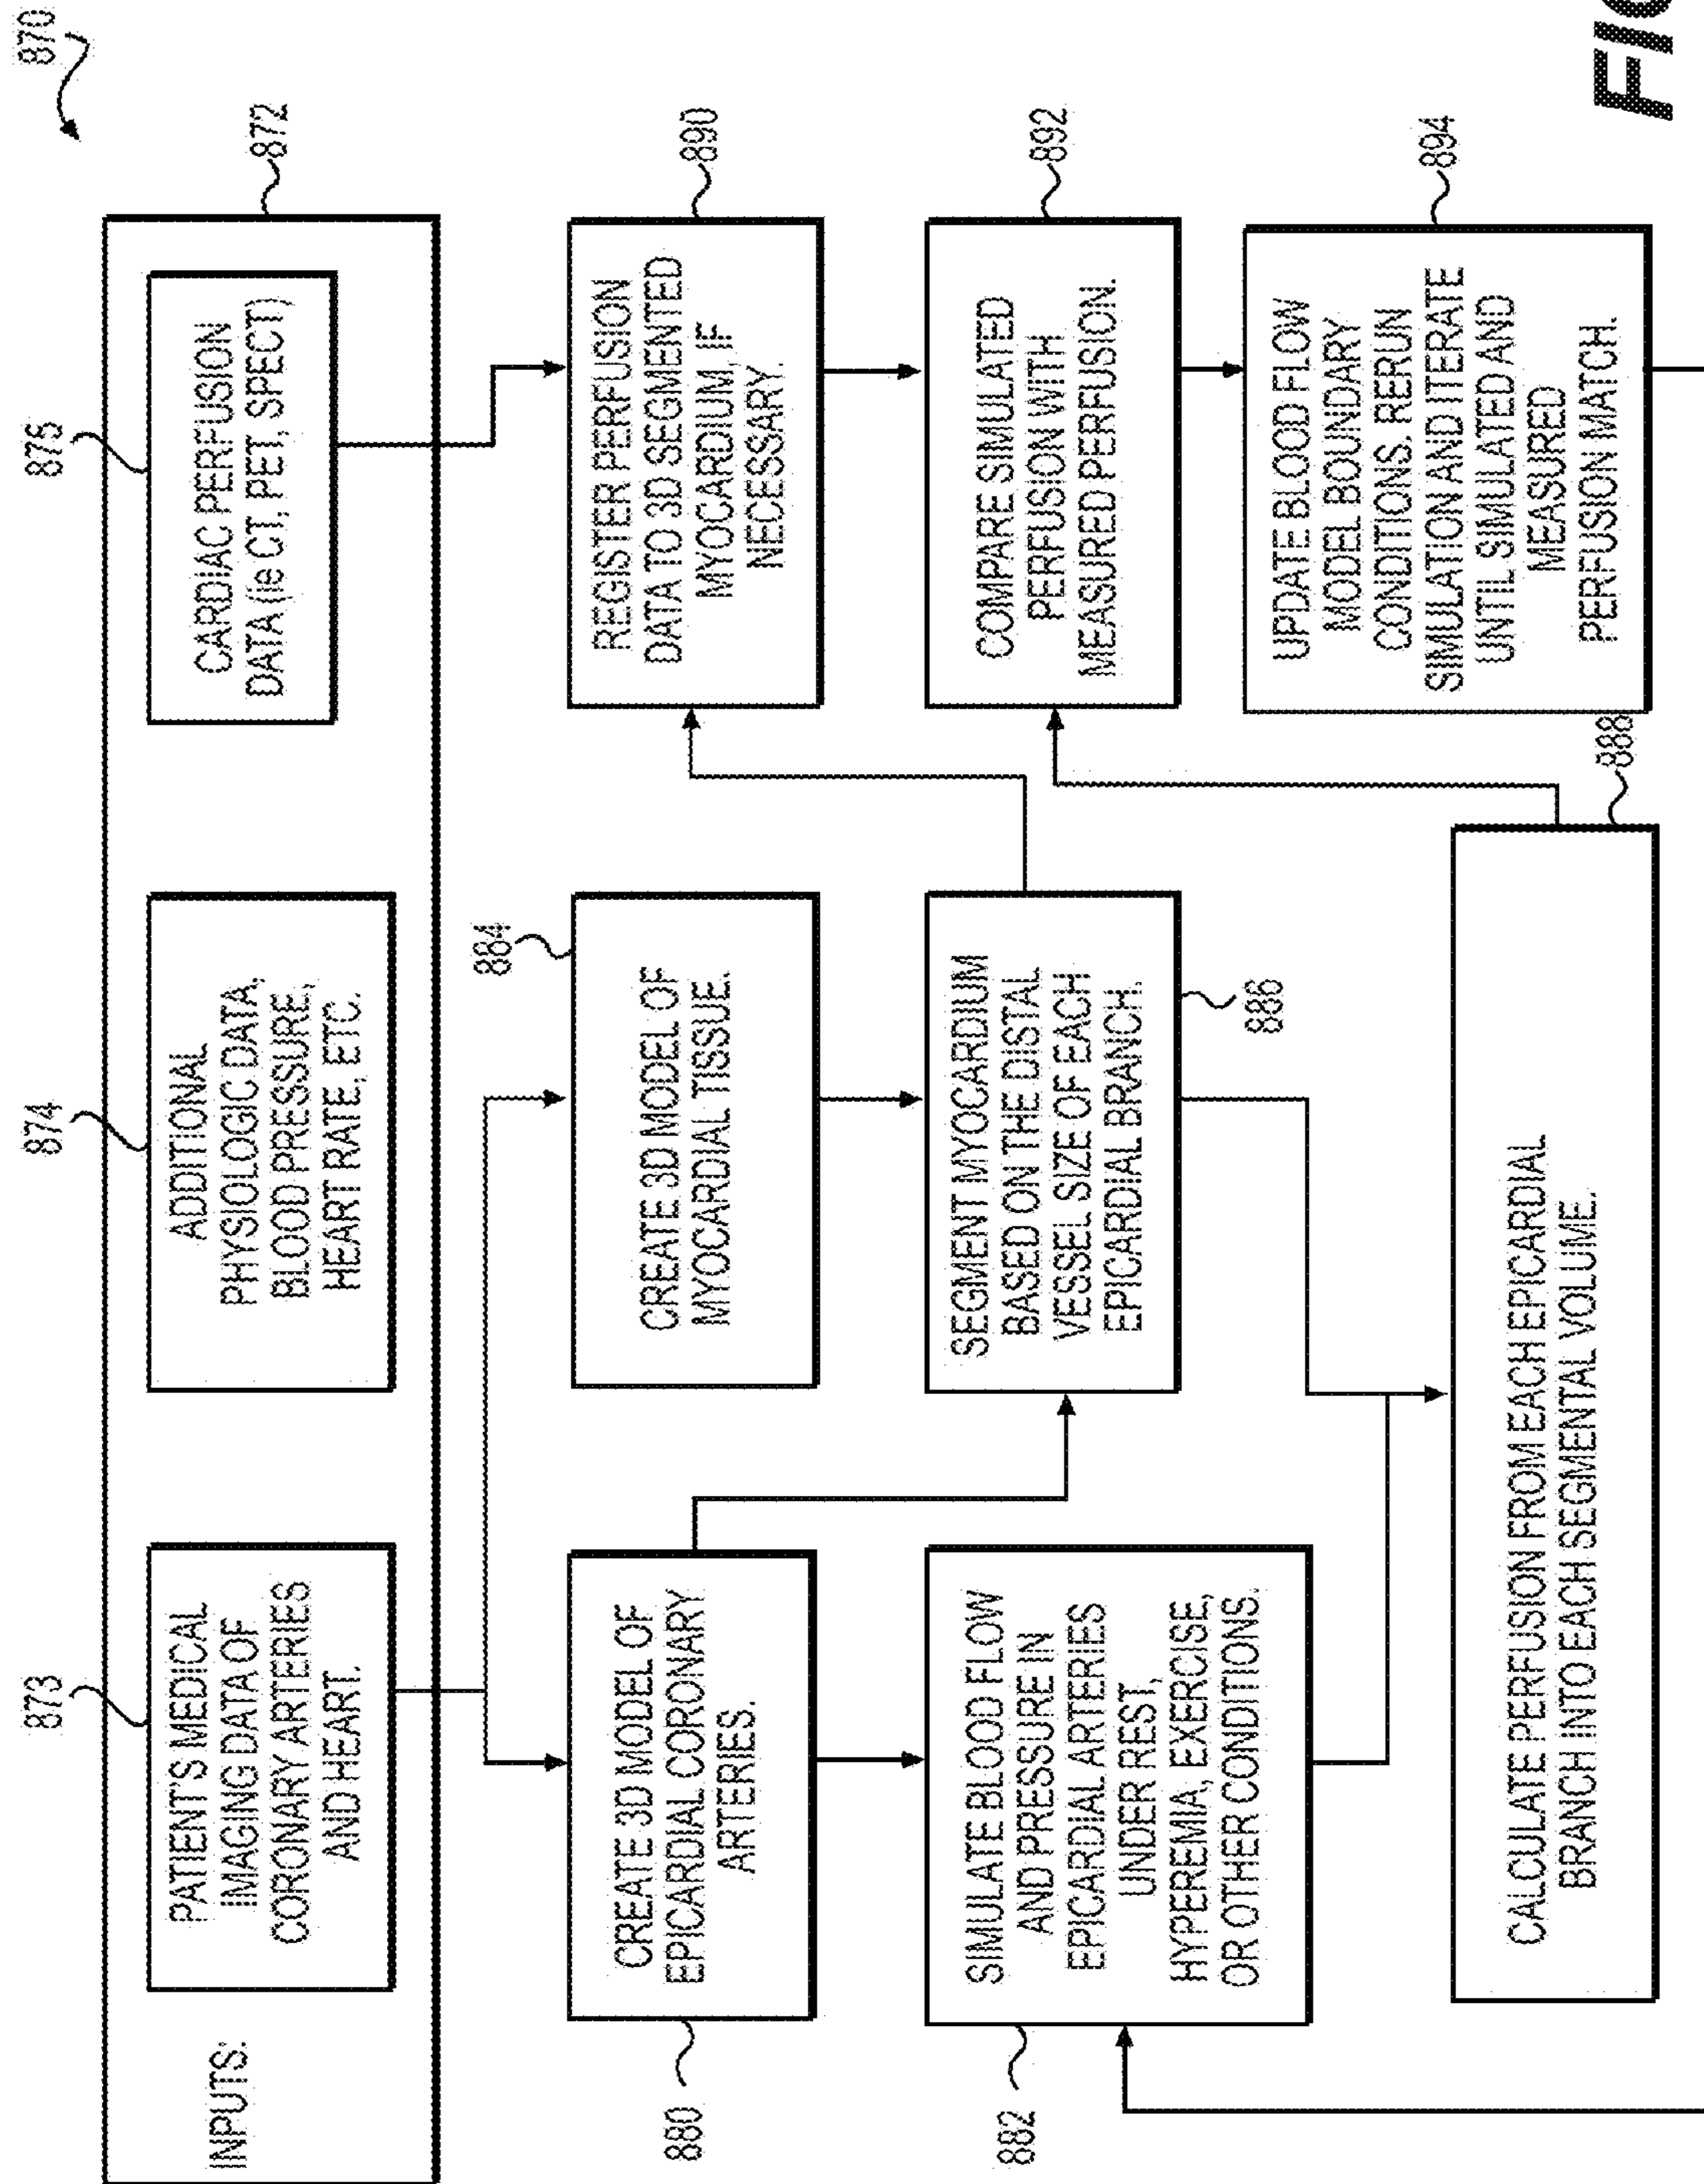 870
872
INPUTS:
873
PATIENT'S MEDICAL
IMAGING DATA OF
CORONARY ARTERIES
AND HEART.
874
ADDITIONAL
PHYSIOLOGIC DATA,
BLOOD PRESSURE,
HEART RATE, ETC.
875
CARDIAC PERFUSION
DATA (ie CT, PET, SPECT)
880
CREATE 3D MODEL OF
EPICARDIAL CORONARY
ARTERIES.
884
CREATE 3D MODEL OF
MYOCARDIAL TISSUE.
890
REGISTER PERFUSION
DATA TO 3D SEGMENTED
MYOCARDIUM, IF
NECESSARY.
882
SIMULATE BLOOD FLOW
AND PRESSURE IN
EPICARDIAL ARTERIES
UNDER REST,
HYPEREMIA, EXERCISE,
OR OTHER CONDITIONS.
886
SEGMENT MYOCARDIUM
BASED ON THE DISTAL
VESSEL SIZE OF EACH
EPICARDIAL BRANCH.
892
COMPARE SIMULATED
PERFUSION WITH
MEASURED PERFUSION.
894
UPDATE BLOOD FLOW
MODEL BOUNDARY
CONDITIONS. RERUN
SIMULATION AND ITERATE
UNTIL SIMULATED AND
MEASURED
PERFUSION MATCH.
888
CALCULATE PERFUSION FROM EACH EPICARDIAL
BRANCH INTO EACH SEGMENTAL VOLUME.